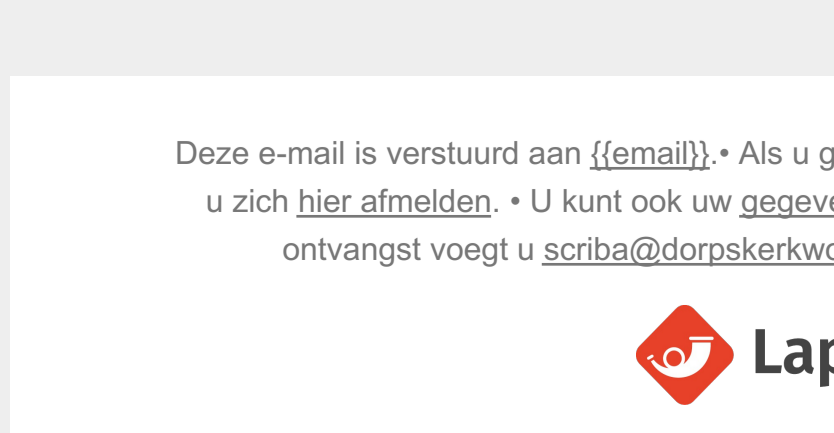 Deze e-mail is verstuurd aan {{email}}.• Als u g
u zich hier afmelden. • U kunt ook uw gegeve
ontvangst voegt u scriba@dorpskerkwo
Lap